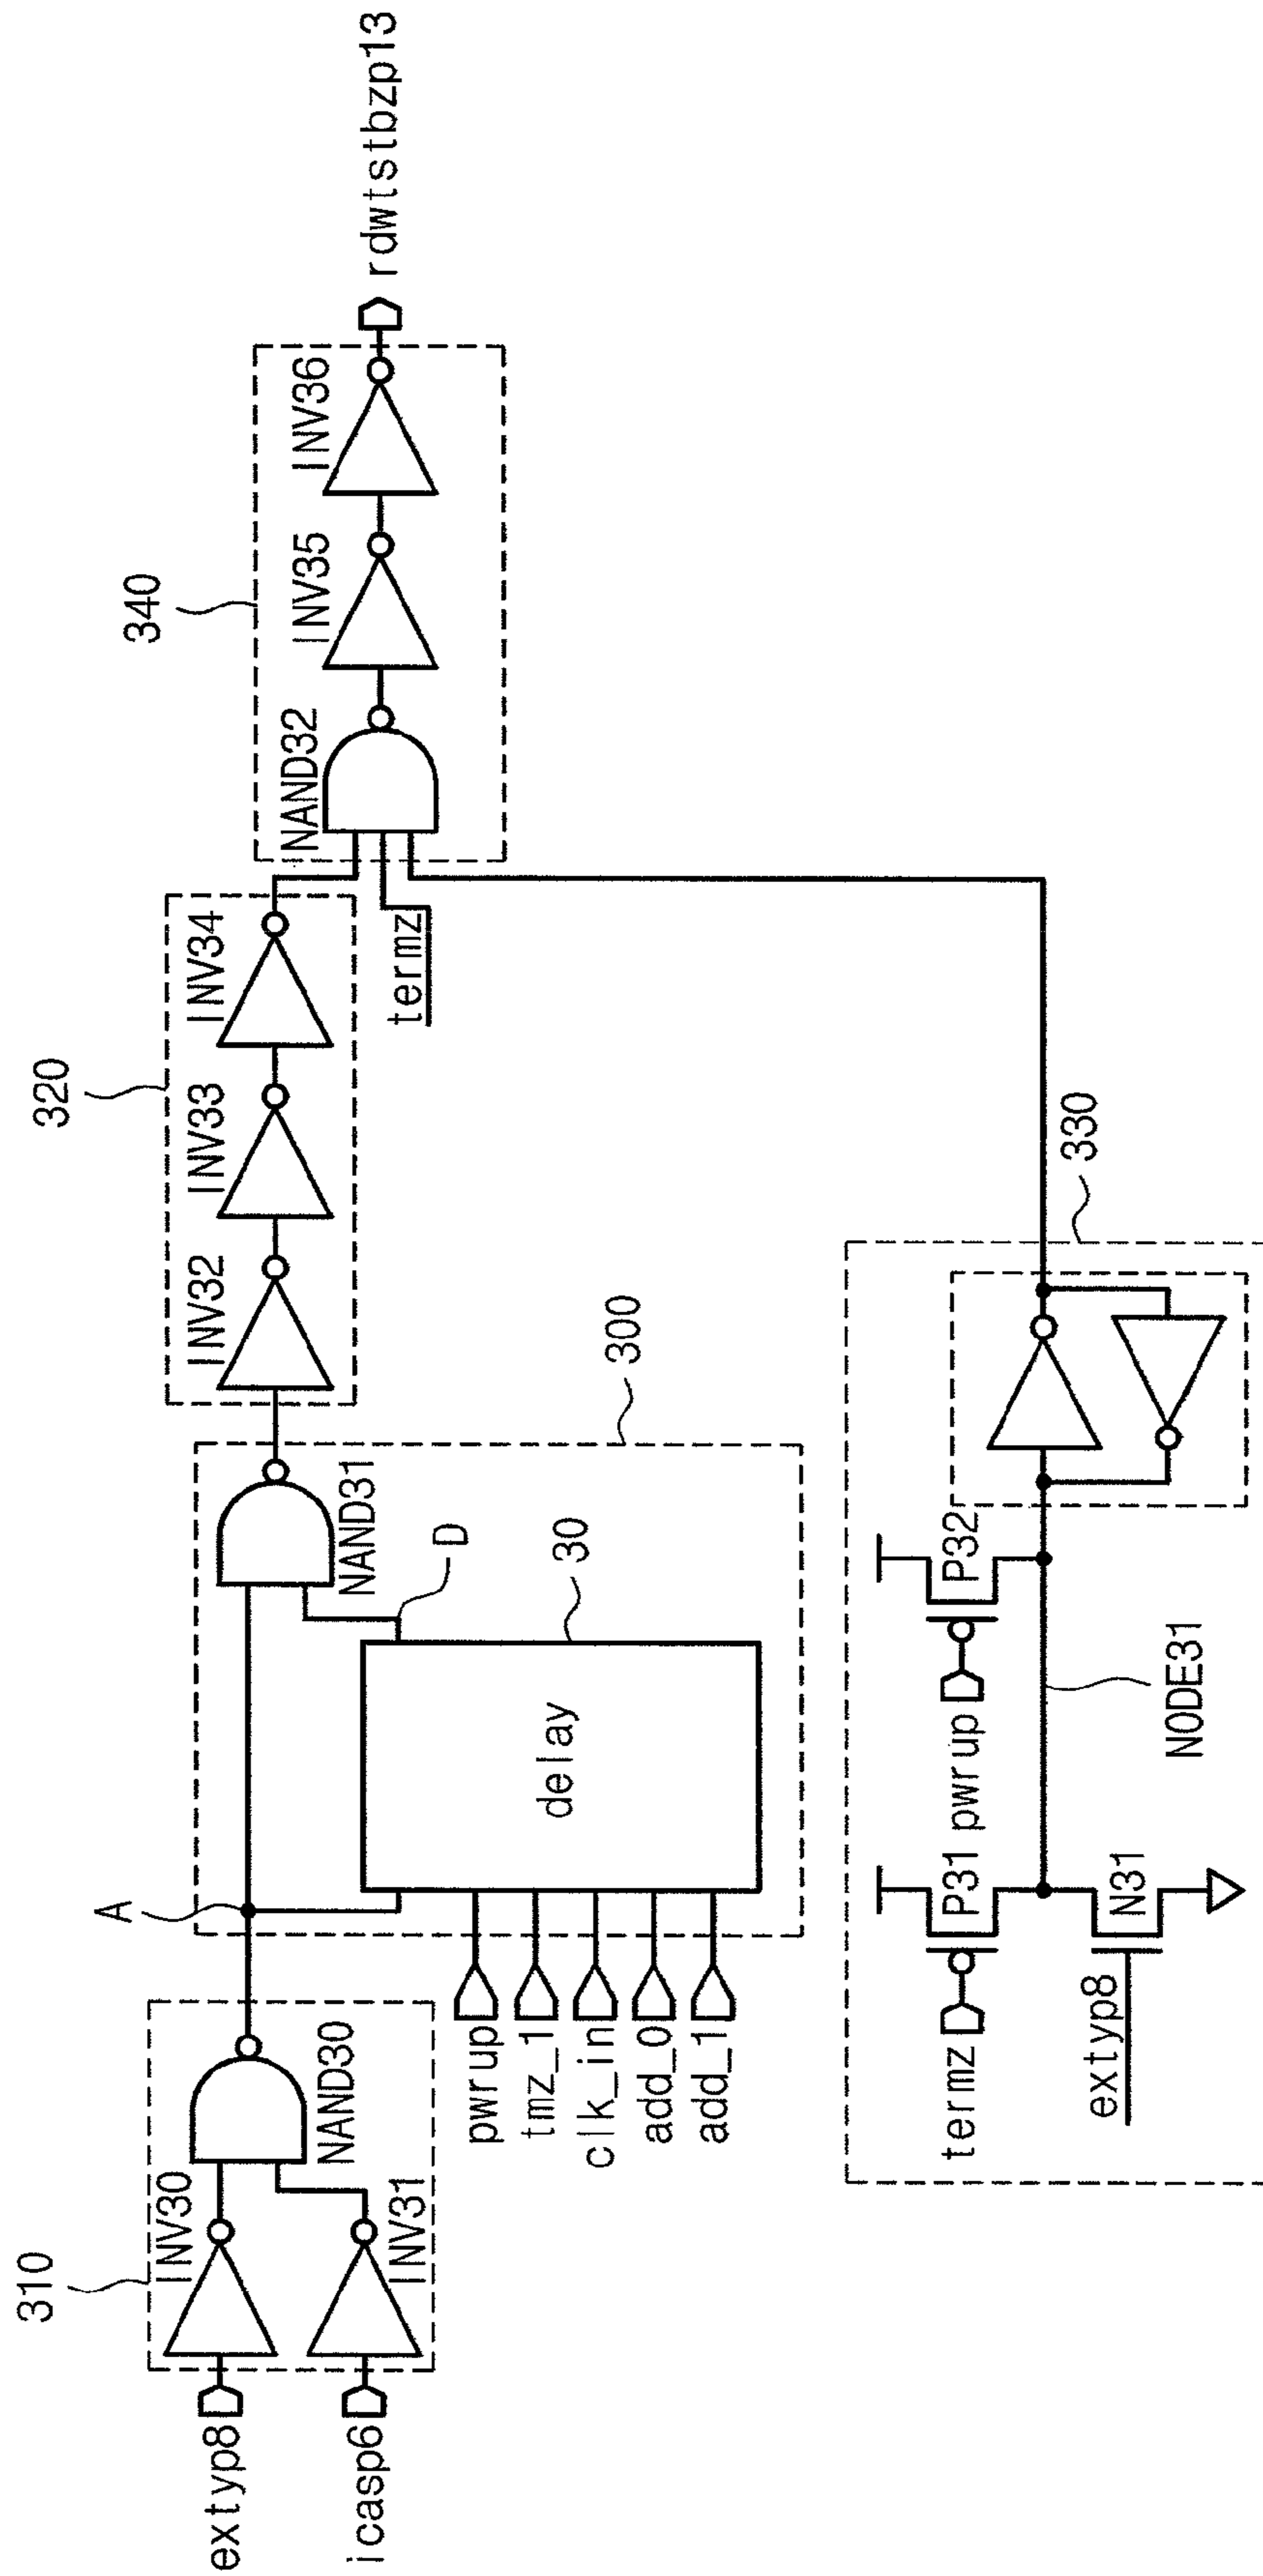 310
extyp8
INV30
icasp6
INV31
NAND30
A
300
NAND31
D
delay
30
pwrup
tmz_1
clk_in
add_0
add_1
320
INV32
INV33
INV34
340
termz
NAND32
INV35
INV36
rdwtstbzp13
330
termz
P31
pwrup
P32
extyp8
N31
NODE31